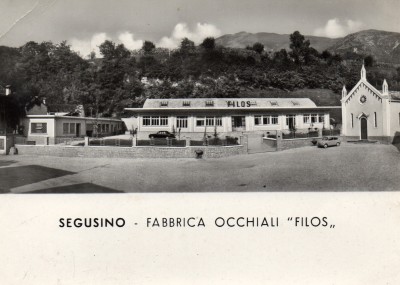 FILOS
SEGUSINO - FABBRICA OCCHIALI "FILOS„